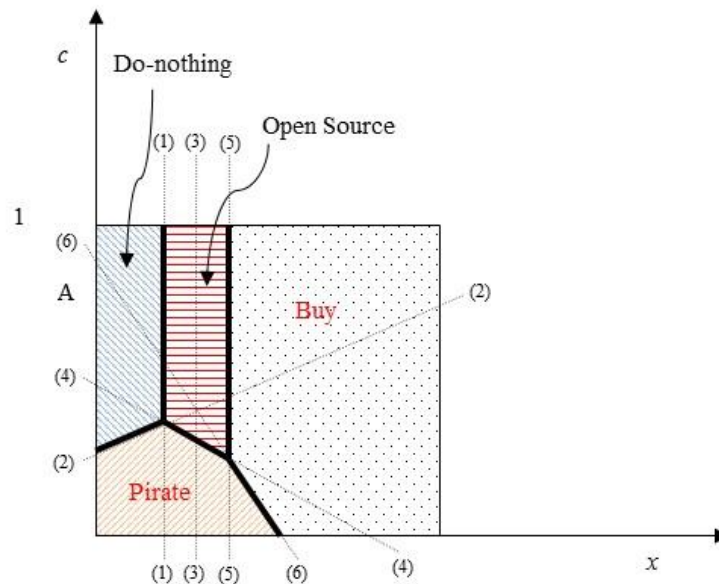 c
Do-nothing
Open Source
(1) (3) (5)
1
(6)
A
(2)
Buy
(4)
(2)
Pirate
(1) (3) (5) (6) (4)
x